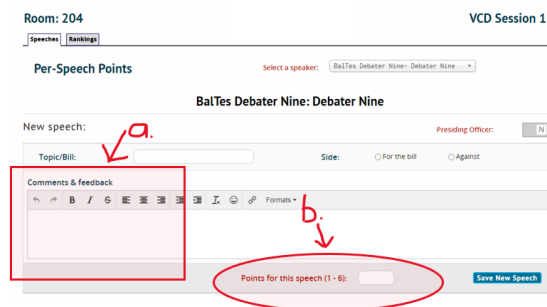 Room: 204 VCD Session 1
Speeches Rankings
Per-Speech Points Select a speaker: BalTes Debater Nine- Debater Nine
BalTes Debater Nine: Debater Nine
New speech: a. Presiding Officer: N
Topic/Bill: Side: For the bill Against
Comments & feedback
B I S Formats
b.
Points for this speech (1 - 6): Save New Speech